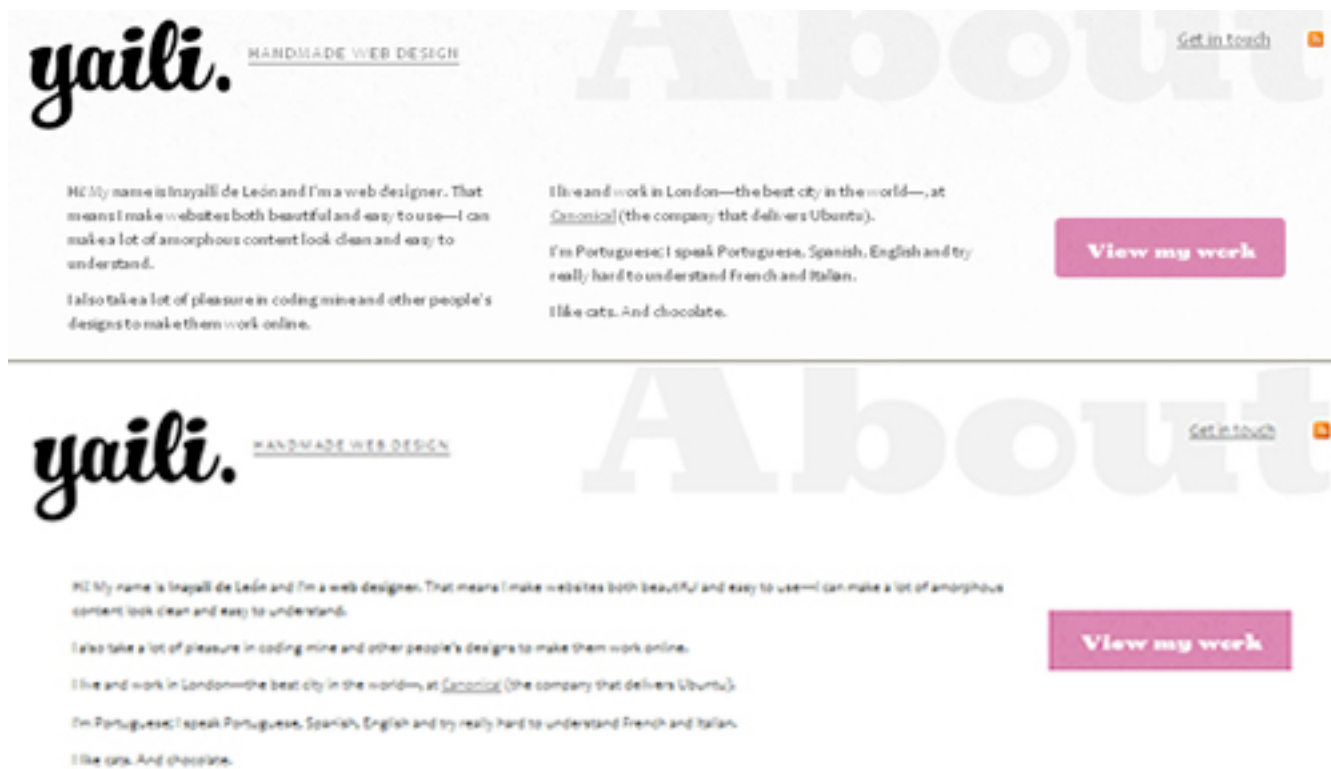 About
yaili.
HANDMADE WEB DESIGN
Get in touch
Hi! My name is Inayaili de León and I'm a web designer. That
means I make websites both beautiful and easy to use—I can
make a lot of amorphous content look clean and easy to
understand.
I also take a lot of pleasure in coding mine and other people's
designs to make them work online.
I live and work in London—the best city in the world—, at
Canonical (the company that delivers Ubuntu).
I'm Portuguese; I speak Portuguese, Spanish, English and try
really hard to understand French and Italian.
I like cats. And chocolate.
View my work
About
yaili.
HANDMADE WEB DESIGN
Get in touch
Hi! My name is Inayaili de León and I'm a web designer. That means I make websites both beautiful and easy to use—I can make a lot of amorphous
content look clean and easy to understand.
I also take a lot of pleasure in coding mine and other people's designs to make them work online.
I live and work in London—the best city in the world—, at Canonical (the company that delivers Ubuntu).
I'm Portuguese; I speak Portuguese, Spanish, English and try really hard to understand French and Italian.
I like cats. And chocolate.
View my work